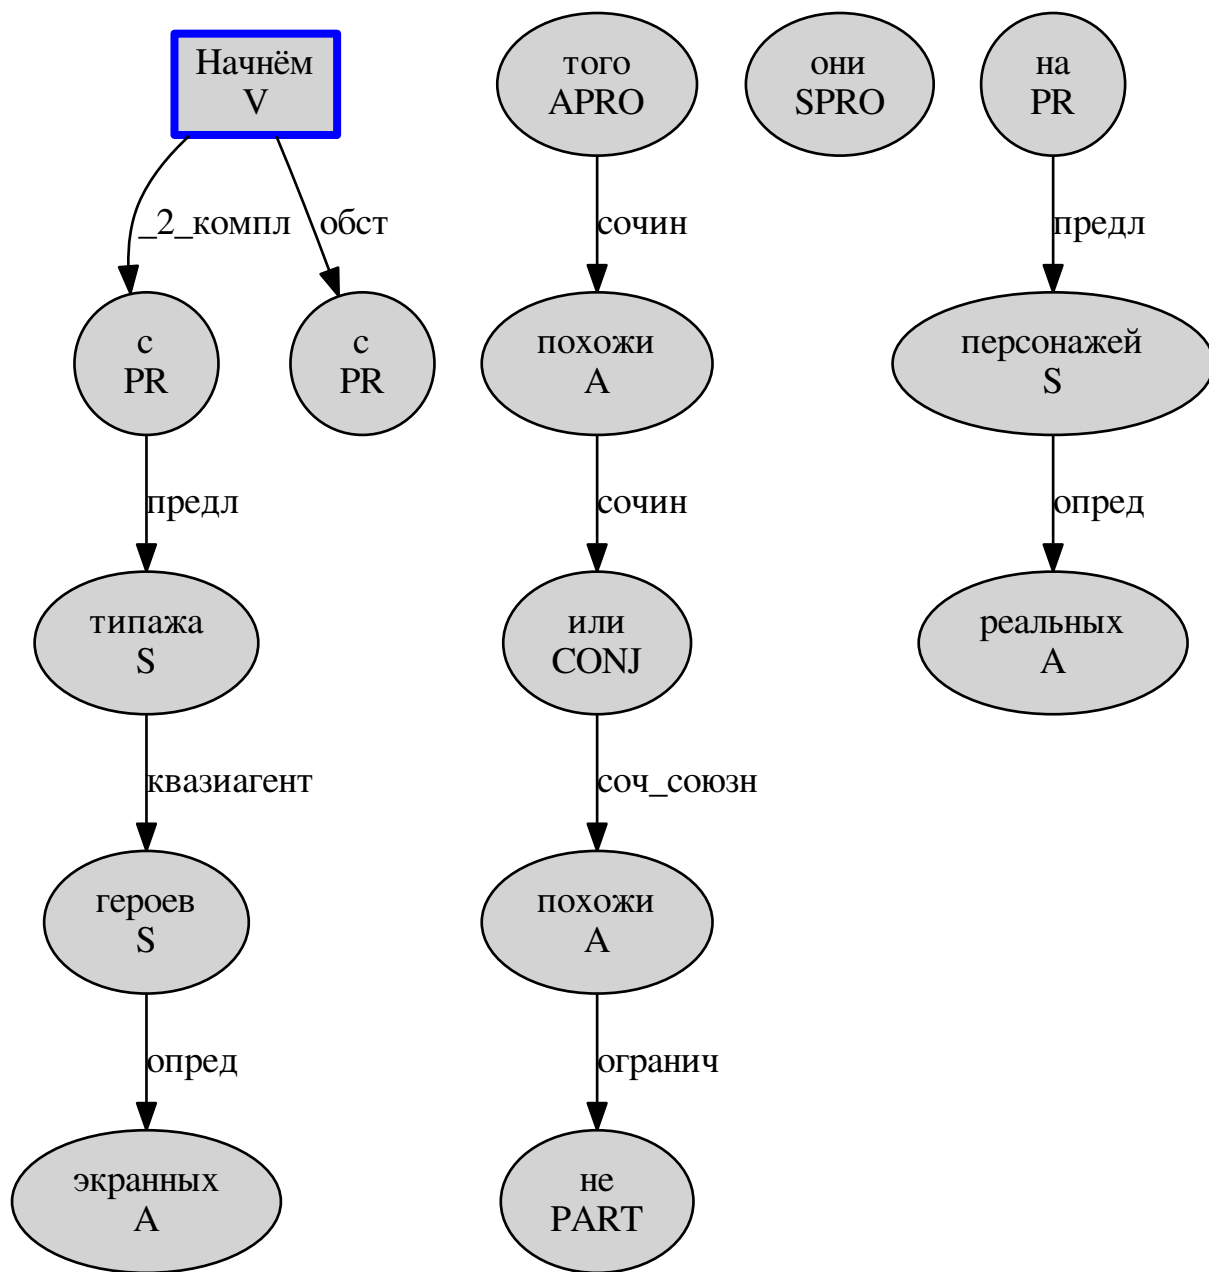 Начнём
V
того
APRO
они
SPRO
на
PR
_2_компл
обст
сочин
предл
с
PR
с
PR
похожи
A
персонажей
S
предл
сочин
опред
типажа
S
или
CONJ
реальных
A
квазиагент
соч_союзн
героев
S
похожи
A
опред
огранич
экранных
A
не
PART